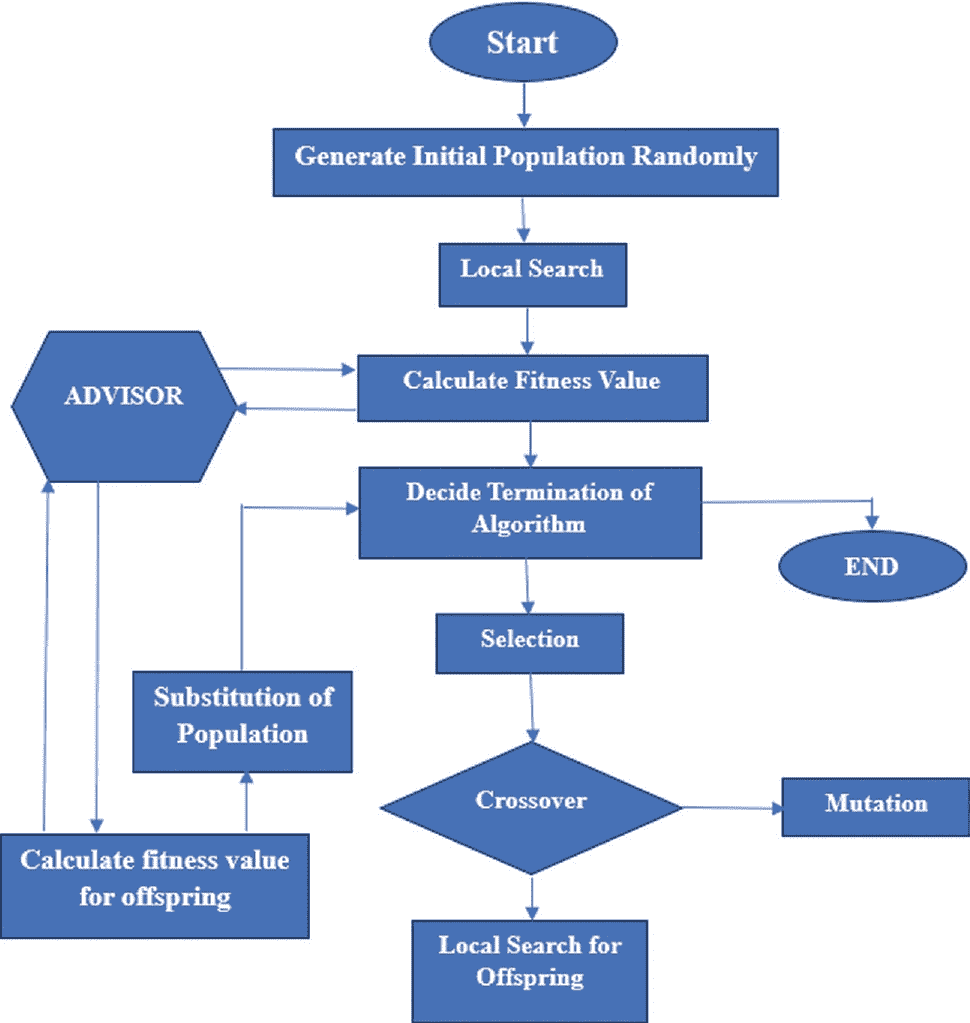 Start
Generate Initial Population Randomly
Local Search
ADVISOR
Calculate Fitness Value
Decide Termination of
Algorithm
END
Selection
Substitution of
Population
Crossover
Mutation
Calculate fitness value
for offspring
Local Search for
Offspring